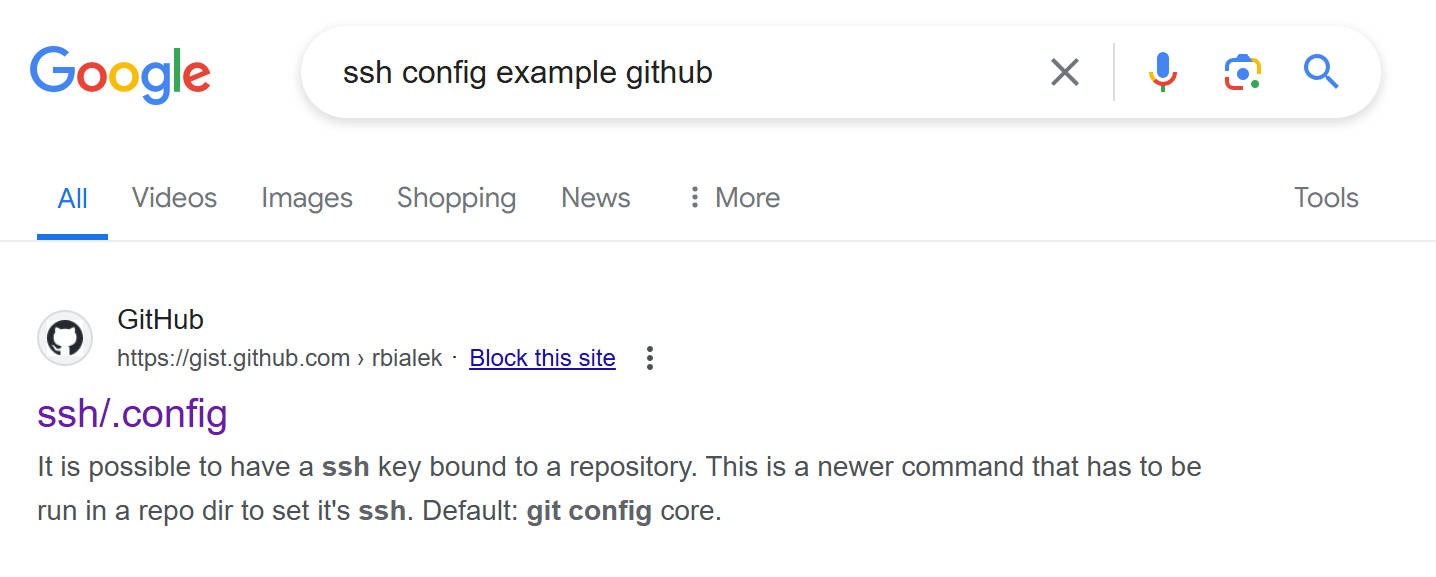 Google
ssh config example github
All Videos Images Shopping News More Tools
GitHub
https://gist.github.com › rbialek · Block this site
ssh/.config
It is possible to have a ssh key bound to a repository. This is a newer command that has to be
run in a repo dir to set it's ssh. Default: git config core.